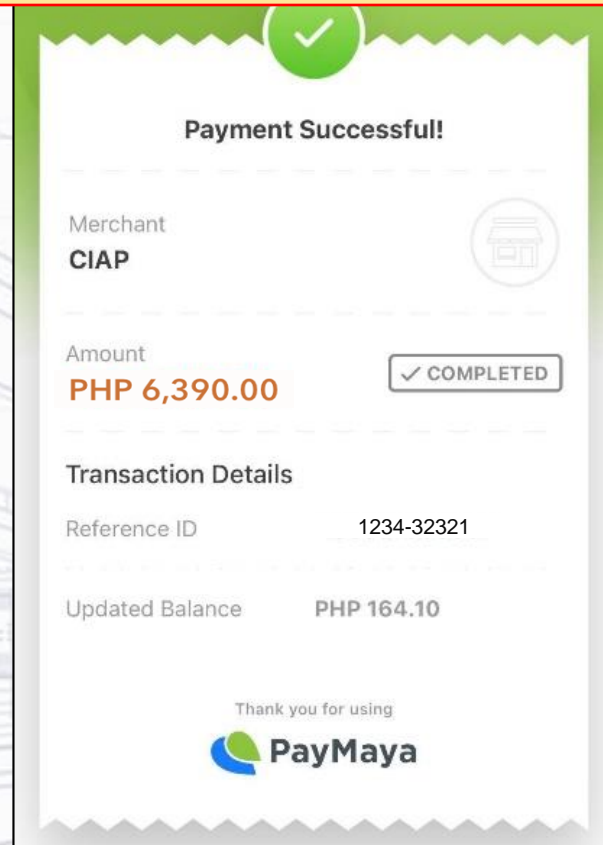 Payment Successful!
Merchant
CIAP
Amount
PHP 6,390.00
COMPLETED
Transaction Details
Reference ID 1234-32321
Updated Balance PHP 164.10
Thank you for using
PayMaya